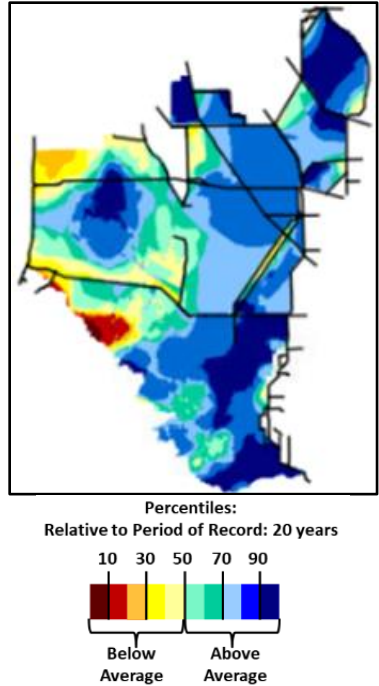 Percentiles:
Relative to Period of Record: 20 years
10 30 50 70 90
Below Above
Average Average